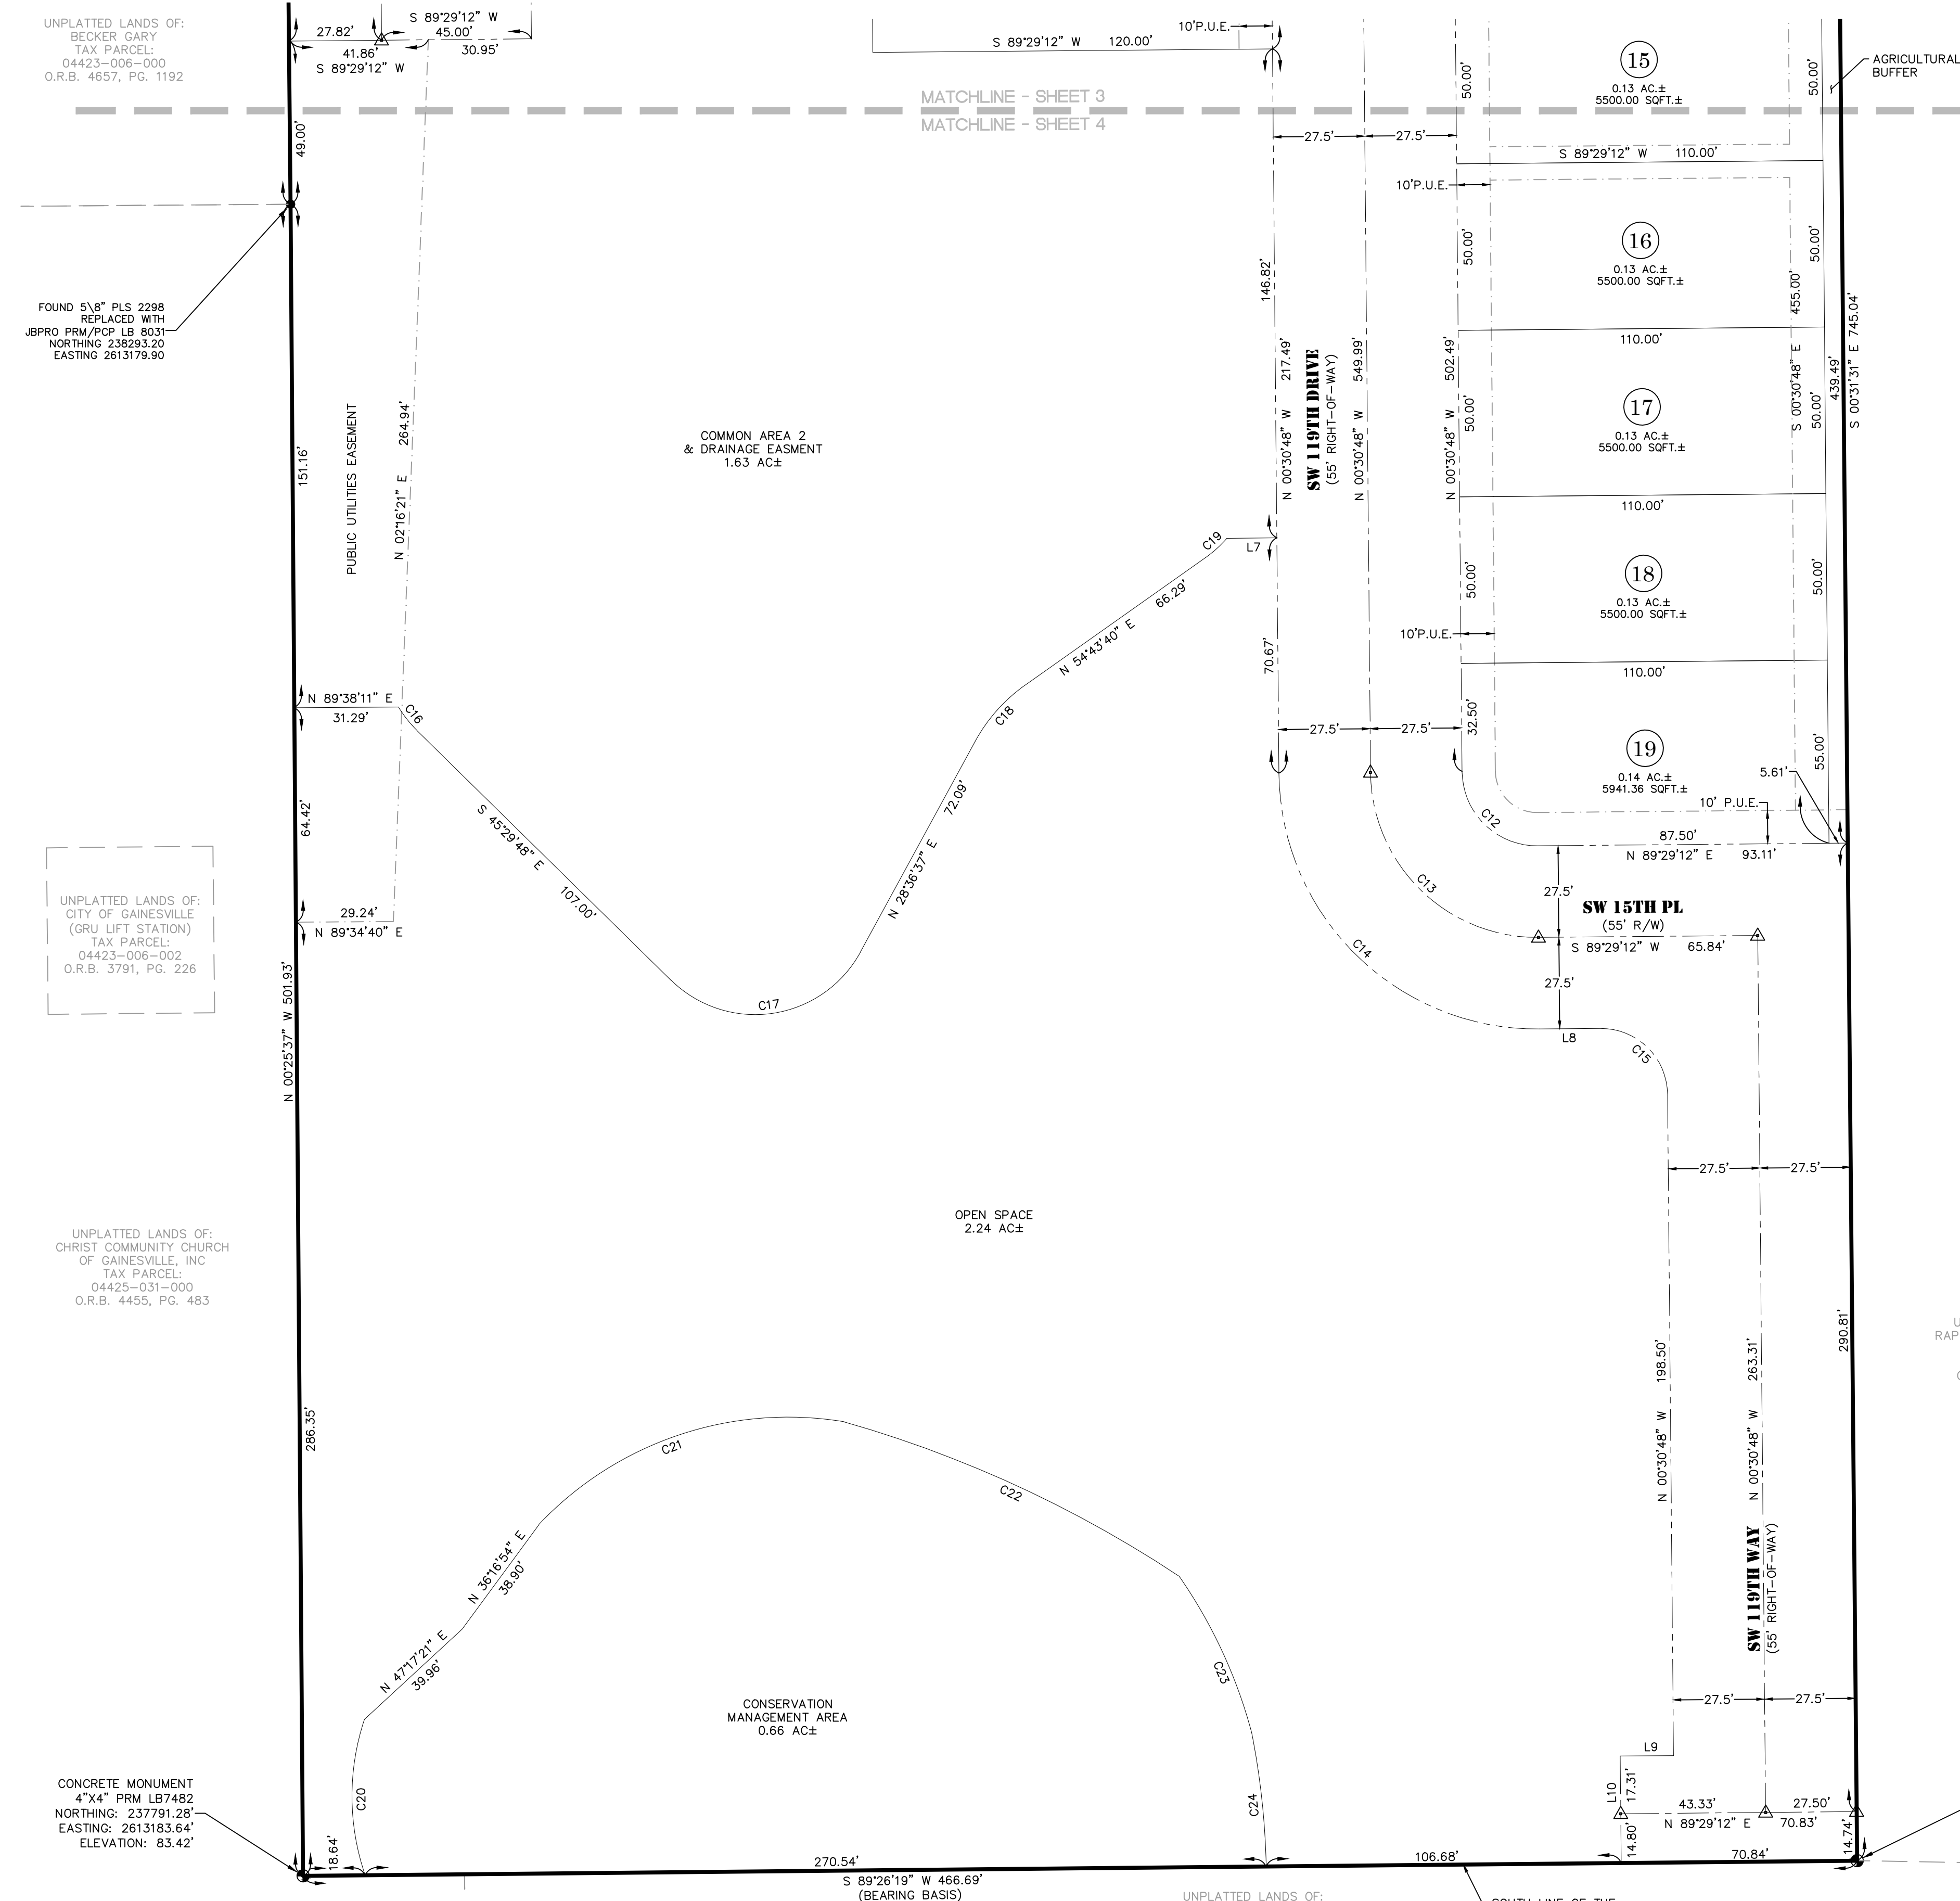 UNPLATTED LANDS OF:
BECKER GARY
TAX PARCEL:
04423-006-000
O.R.B. 4657, PG. 1192
27.82'
S 89°29'12" W
45.00'
41.86'
30.95'
S 89°29'12" W
10'P.U.E.
S 89°29'12" W 120.00'
50.00'
15
0.13 AC.±
5500.00 SQFT.±
50.00'
AGRICULTURAL
BUFFER
MATCHLINE - SHEET 3
MATCHLINE - SHEET 4
49.00'
27.5'
27.5'
S 89°29'12" W 110.00'
10'P.U.E.
FOUND 5\8" PLS 2298
REPLACED WITH
JBPRO PRM/PCP LB 8031
NORTHING 238293.20
EASTING 2613179.90
146.82'
50.00'
16
0.13 AC.±
5500.00 SQFT.±
50.00'
110.00'
S 00°30'48" E 455.00'
439.49'
S 00°31'31" E 745.04'
N 00°30'48" W 217.49'
SW 119TH DRIVE
(55' RIGHT-OF-WAY)
N 00°30'48" W 549.99'
N 00°30'48" W 502.49'
50.00'
17
0.13 AC.±
5500.00 SQFT.±
50.00'
110.00'
151.16'
PUBLIC UTILITIES EASEMENT
N 02°16'21" E 264.94'
COMMON AREA 2
& DRAINAGE EASMENT
1.63 AC±
C19
L7
50.00'
18
0.13 AC.±
5500.00 SQFT.±
50.00'
10'P.U.E.
110.00'
N 54°43'40" E
66.29'
70.67'
N 89°38'11" E
31.29'
C16
C18
27.5'
27.5'
32.50'
19
0.14 AC.±
5941.36 SQFT.±
55.00'
5.61'
10' P.U.E.
64.42'
S 45°29'48" E
107.00'
N 28°36'37" E
72.09'
C12
87.50'
N 89°29'12" E 93.11'
C13
27.5'
SW 15TH PL
(55' R/W)
S 89°29'12" W 65.84'
UNPLATTED LANDS OF:
CITY OF GAINESVILLE
(GRU LIFT STATION)
TAX PARCEL:
04423-006-002
O.R.B. 3791, PG. 226
29.24'
N 89°34'40" E
C14
27.5'
C17
L8
C15
N 00°25'37" W 501.93'
27.5'
27.5'
UNPLATTED LANDS OF:
CHRIST COMMUNITY CHURCH
OF GAINESVILLE, INC
TAX PARCEL:
04425-031-000
O.R.B. 4455, PG. 483
OPEN SPACE
2.24 AC±
U
RAP
290.81'
N 00°30'48" W 198.50'
N 00°30'48" W 263.31'
286.35'
C21
C22
SW 119TH WAY
(55' RIGHT-OF-WAY)
N 36°16'54" E
38.90'
N 47°17'21" E
39.96'
C23
CONSERVATION
MANAGEMENT AREA
0.66 AC±
27.5'
27.5'
L9
CONCRETE MONUMENT
4"X4" PRM LB7482
NORTHING: 237791.28'
EASTING: 2613183.64'
ELEVATION: 83.42'
C20
C24
L10
17.31'
43.33'
27.50'
N 89°29'12" E 70.83'
18.64'
14.80'
14.74'
270.54'
106.68'
70.84'
S 89°26'19" W 466.69'
(BEARING BASIS)
UNPLATTED LANDS OF:
SOUTH LINE OF THE